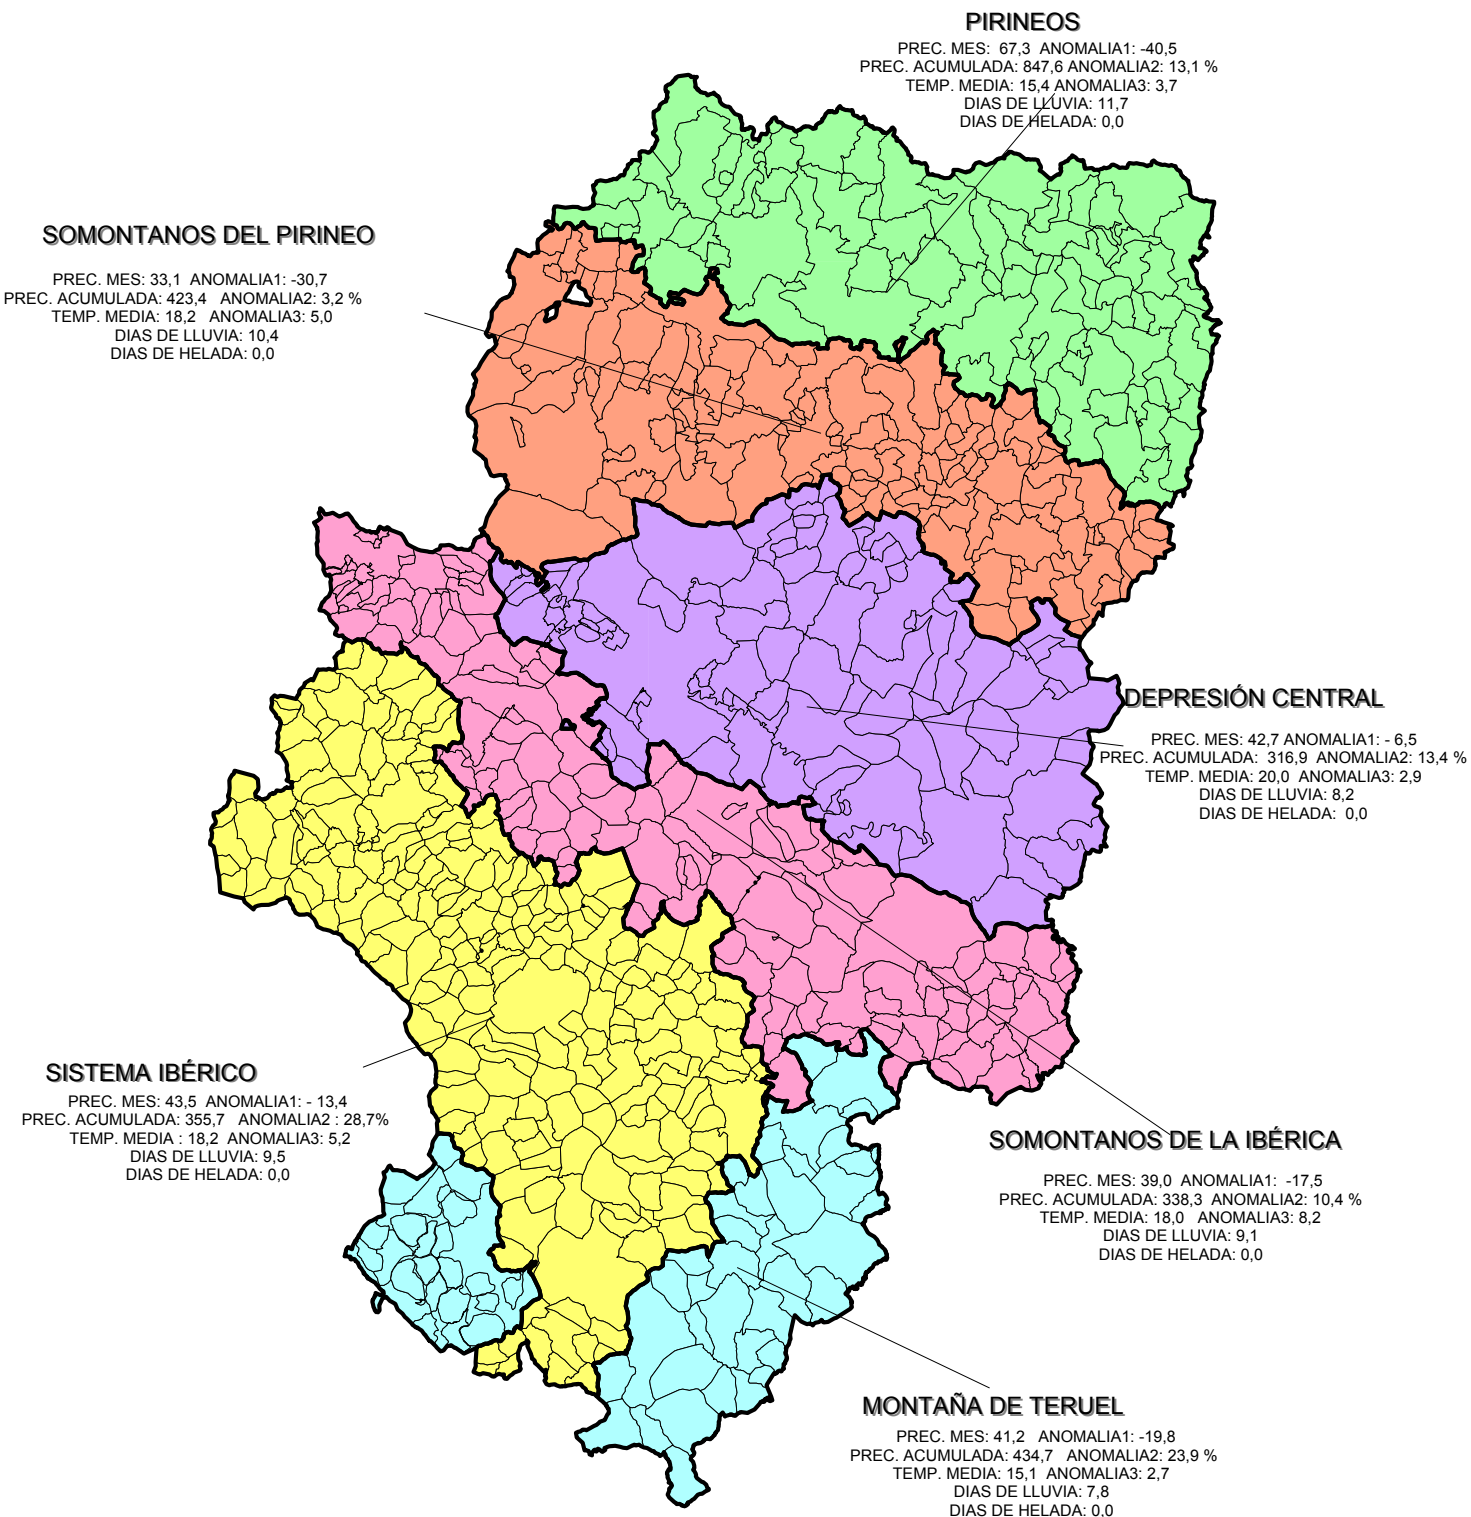 PIRINEOS
PREC. MES: 67,3 ANOMALIA1: -40,5
PREC. ACUMULADA: 847,6 ANOMALIA2: 13,1 %
TEMP. MEDIA: 15,4 ANOMALIA3: 3,7
DIAS DE LLUVIA: 11,7
DIAS DE HELADA: 0,0
SOMONTANOS DEL PIRINEO
PREC. MES: 33,1 ANOMALIA1: -30,7
PREC. ACUMULADA: 423,4 ANOMALIA2: 3,2 %
TEMP. MEDIA: 18,2 ANOMALIA3: 5,0
DIAS DE LLUVIA: 10,4
DIAS DE HELADA: 0,0
DEPRESIÓN CENTRAL
PREC. MES: 42,7 ANOMALIA1: - 6,5
PREC. ACUMULADA: 316,9 ANOMALIA2: 13,4 %
TEMP. MEDIA: 20,0 ANOMALIA3: 2,9
DIAS DE LLUVIA: 8,2
DIAS DE HELADA: 0,0
SISTEMA IBÉRICO
PREC. MES: 43,5 ANOMALIA1: - 13,4
PREC. ACUMULADA: 355,7 ANOMALIA2 : 28,7%
TEMP. MEDIA : 18,2 ANOMALIA3: 5,2
DIAS DE LLUVIA: 9,5
DIAS DE HELADA: 0,0
SOMONTANOS DE LA IBÉRICA
PREC. MES: 39,0 ANOMALIA1: -17,5
PREC. ACUMULADA: 338,3 ANOMALIA2: 10,4 %
TEMP. MEDIA: 18,0 ANOMALIA3: 8,2
DIAS DE LLUVIA: 9,1
DIAS DE HELADA: 0,0
MONTAÑA DE TERUEL
PREC. MES: 41,2 ANOMALIA1: -19,8
PREC. ACUMULADA: 434,7 ANOMALIA2: 23,9 %
TEMP. MEDIA: 15,1 ANOMALIA3: 2,7
DIAS DE LLUVIA: 7,8
DIAS DE HELADA: 0,0